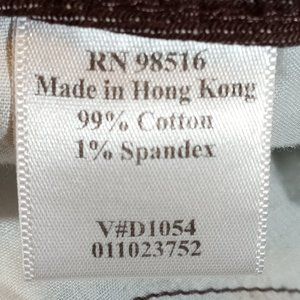 RN 98516
Made in Hong Kong
99% Cotton
1% Spandex
V#D1054
011023752